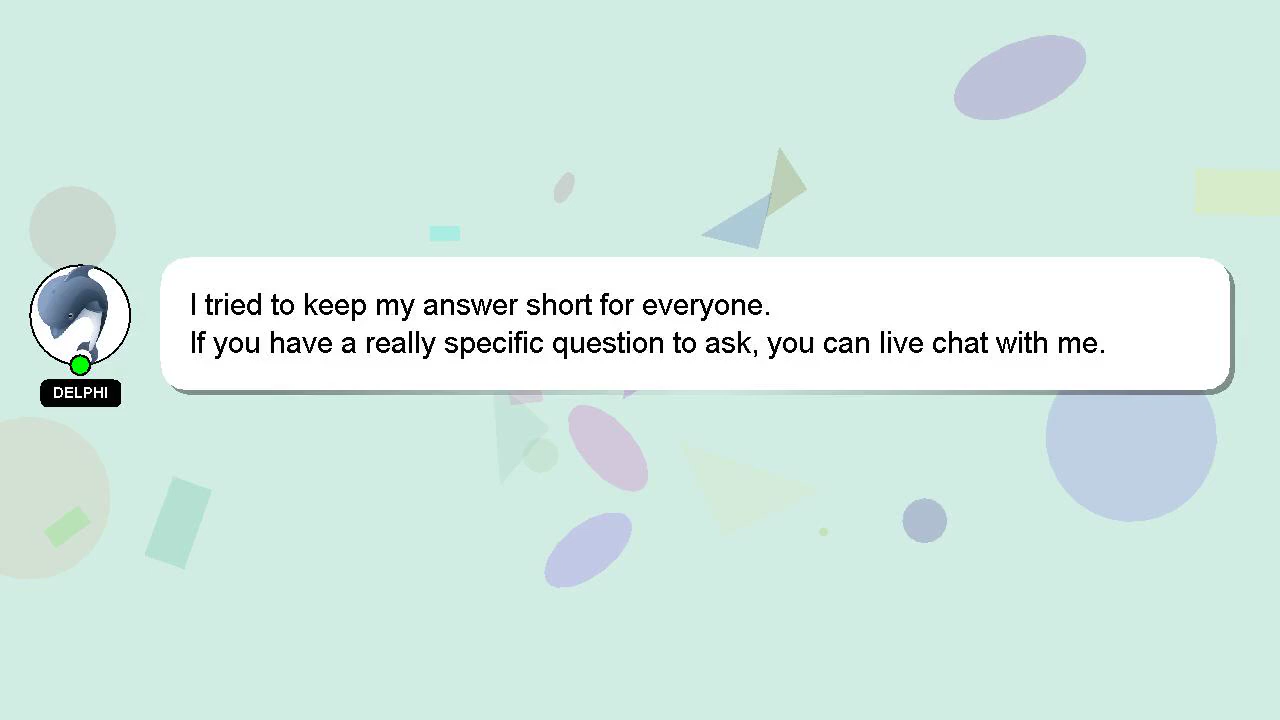 I tried to keep my answer short for everyone.
If you have a really specific question to ask, you can live chat with me.
DELPHI